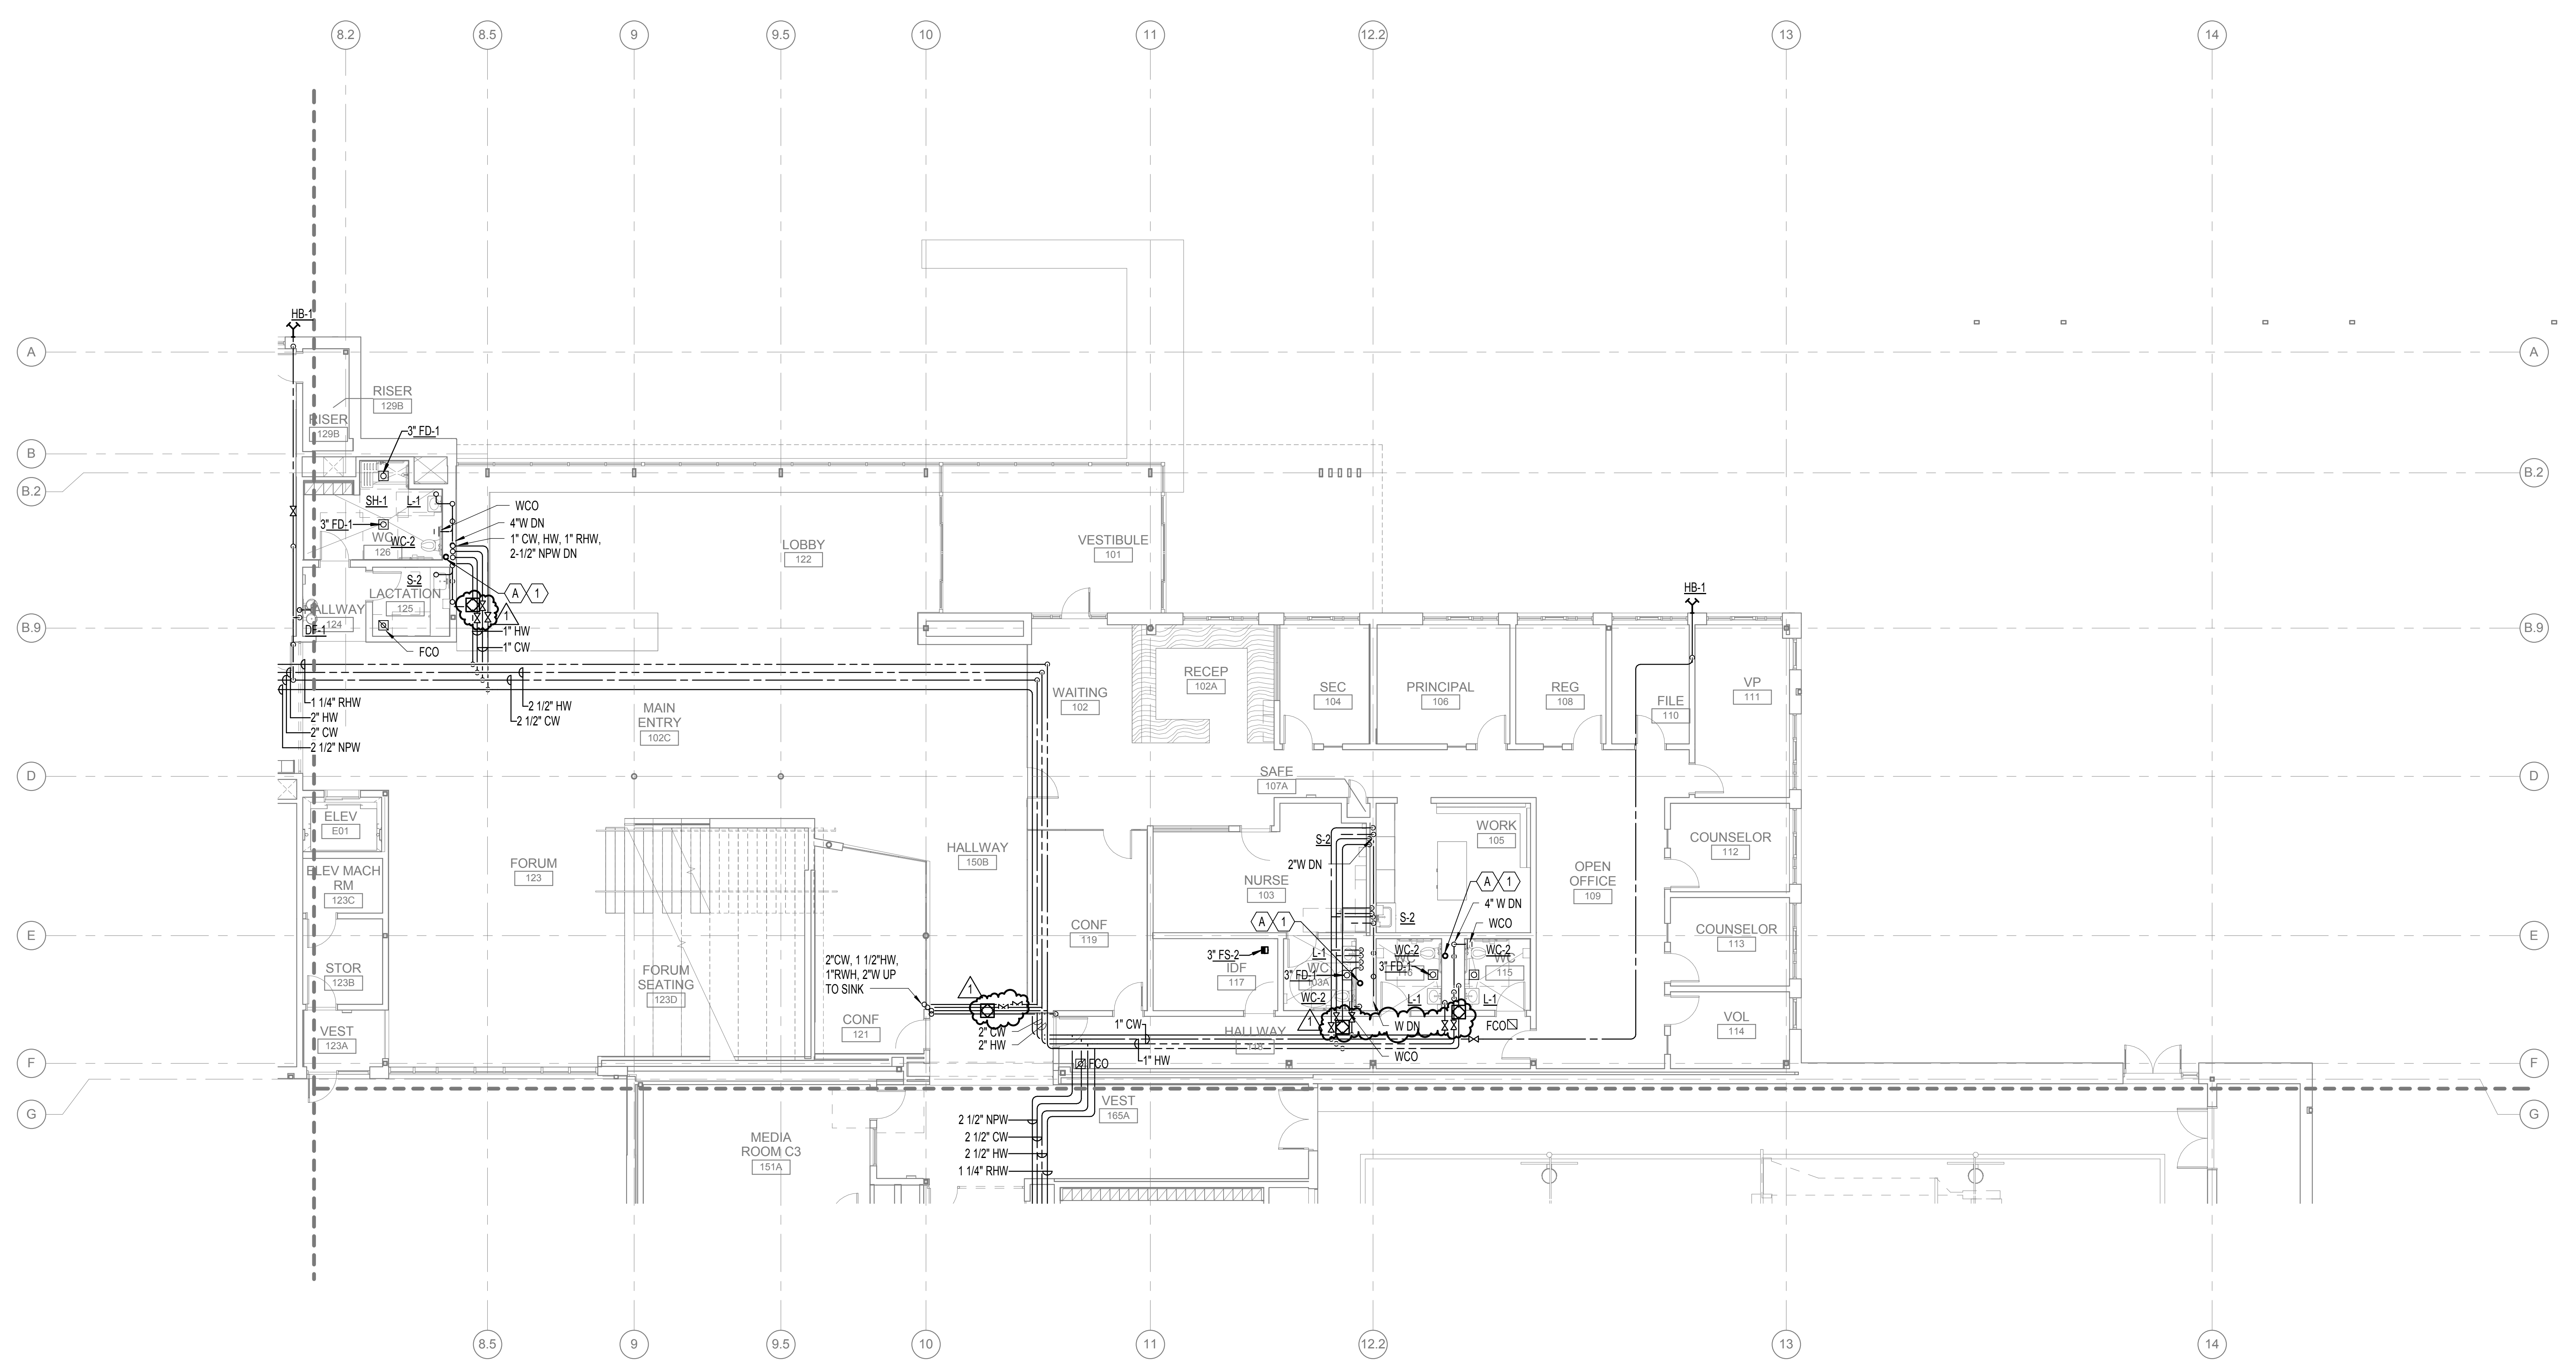 8.2
8.5
9
9.5
10
11
12.2
13
14
HB-1
A
A
RISER
129B
RISER
129B
3" FD-1
B
B
B.2
B.2
SH-1
L-1
WCO
3" FD-1
4"W DN
WC
126
WC-2
1" CW, HW, 1" RHW,
2-1/2" NPW DN
LOBBY
122
VESTIBULE
101
S-2
A
1
LACTATION
125
HALLWAY
124
DF-1
1
HB-1
B.9
B.9
1" HW
1" CW
FCO
1 1/4" RHW
2" HW
2" CW
2 1/2" NPW
2 1/2" HW
2 1/2" CW
MAIN
ENTRY
102C
WAITING
102
RECEP
102A
SEC
104
PRINCIPAL
106
REG
108
FILE
110
VP
111
D
D
SAFE
107A
ELEV
E01
ELEV MACH
RM
123C
FORUM
123
HALLWAY
150B
S-2
2"W DN
NURSE
103
WORK
105
OPEN
OFFICE
109
COUNSELOR
112
A
1
4" W DN
WCO
A
1
S-2
E
E
CONF
119
COUNSELOR
113
STOR
123B
FORUM
SEATING
123D
2"CW, 1 1/2"HW,
1"RWH, 2"W UP
TO SINK
1
3" FS-2
IDF
117
L-1
3" FD-1
WC
103A
WC-2
WC-2
3" FD-1
116
L-1
WC-2
WC
115
L-1
VEST
123A
CONF
121
2" CW
2" HW
1" CW
1" HW
HALLWAY
118
1
W DN
WCO
FCO
VOL
114
F
F
FCO
G
G
VEST
165A
2 1/2" NPW
2 1/2" CW
2 1/2" HW
1 1/4" RHW
MEDIA
ROOM C3
151A
8.5
9
9.5
10
11
12.2
13
14